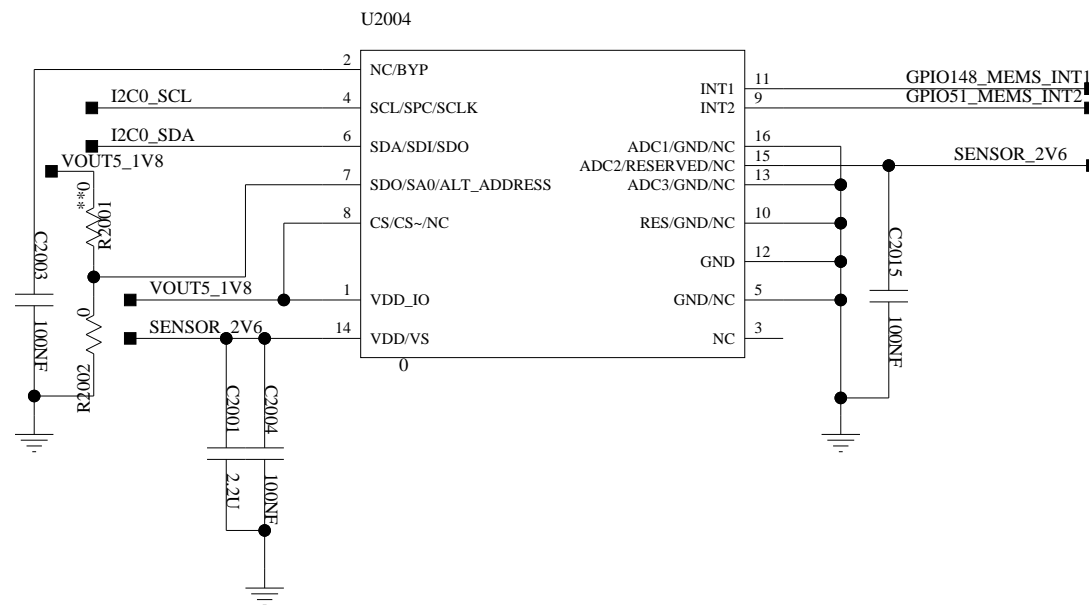 U2004
2
NC/BYP
I2C0_SCL
4
SCL/SPC/SCLK
I2C0_SDA
6
SDA/SDI/SDO
VOUT5_1V8
7
SDO/SA0/ALT_ADDRESS
**0
R2001
8
CS/CS~/NC
VOUT5_1V8
1
VDD_IO
SENSOR_2V6
14
VDD/VS
0
C2003
100NF
0
R2002
C2001
2.2U
C2004
100NF
INT1
11
GPIO148_MEMS_INT1
INT2
9
GPIO51_MEMS_INT2
ADC1/GND/NC
16
ADC2/RESERVED/NC
15
SENSOR_2V6
ADC3/GND/NC
13
RES/GND/NC
10
GND
12
GND/NC
5
NC
3
C2015
100NF